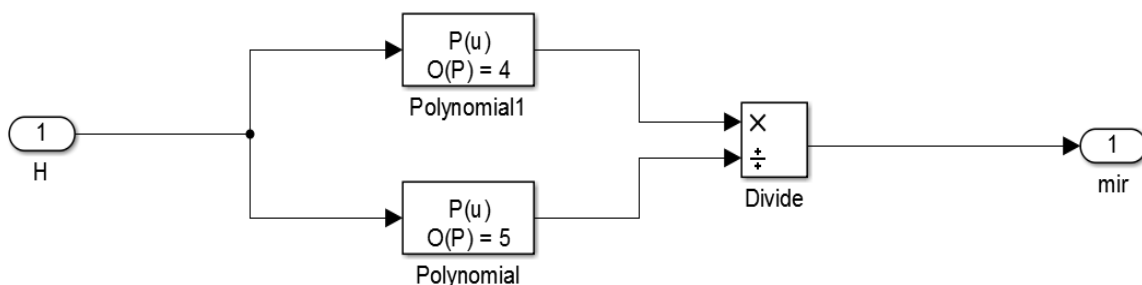 P(u)
O(P) = 4
Polynomial1
1
H
×
÷
Divide
1
mir
P(u)
O(P) = 5
Polynomial